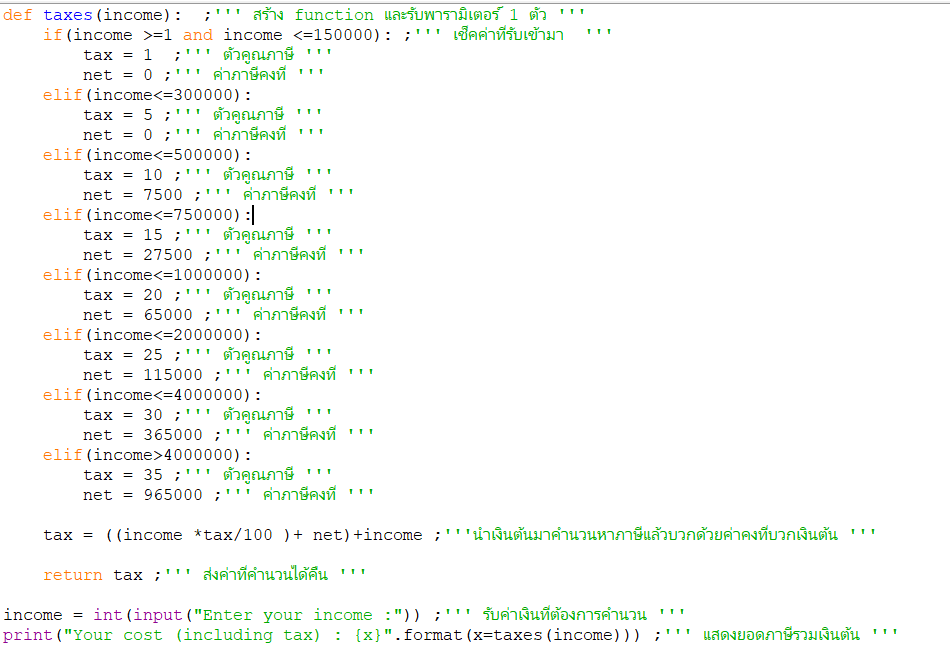 def taxes(income):  ;''' สร้าง function และรับพารามิเตอร์ 1 ตัว '''
    if(income >=1 and income <=150000): ;''' เช็คค่าที่รับเข้ามา  '''
        tax = 1  ;''' ตัวคูณภาษี '''
        net = 0 ;''' ค่าภาษีคงที่ '''
    elif(income<=300000):
        tax = 5 ;''' ตัวคูณภาษี '''
        net = 0 ;''' ค่าภาษีคงที่ '''
    elif(income<=500000):
        tax = 10 ;''' ตัวคูณภาษี '''
        net = 7500 ;''' ค่าภาษีคงที่ '''
    elif(income<=750000):
        tax = 15 ;''' ตัวคูณภาษี '''
        net = 27500 ;''' ค่าภาษีคงที่ '''
    elif(income<=1000000):
        tax = 20 ;''' ตัวคูณภาษี '''
        net = 65000 ;''' ค่าภาษีคงที่ '''
    elif(income<=2000000):
        tax = 25 ;''' ตัวคูณภาษี '''
        net = 115000 ;''' ค่าภาษีคงที่ '''
    elif(income<=4000000):
        tax = 30 ;''' ตัวคูณภาษี '''
        net = 365000 ;''' ค่าภาษีคงที่ '''
    elif(income>4000000):
        tax = 35 ;''' ตัวคูณภาษี '''
        net = 965000 ;''' ค่าภาษีคงที่ '''
    tax = ((income *tax/100 )+ net)+income ;'''นำเงินต้นมาคำนวนหาภาษีแล้วบวกด้วยค่าคงที่บวกเงินต้น '''
    return tax ;''' ส่งค่าที่คำนวนได้คืน '''
income = int(input("Enter your income :")) ;''' รับค่าเงินที่ต้องการคำนวน '''
print("Your cost (including tax) : {x}".format(x=taxes(income))) ;''' แสดงยอดภาษีรวมเงินต้น '''